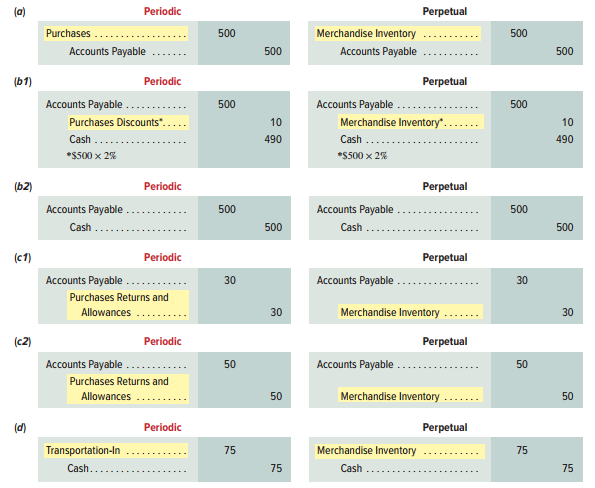 (a) Periodic Perpetual
Purchases . . . . . . . . . . . . . . . . . . 500 Merchandise Inventory . . . . . . . . . . . 500
Accounts Payable . . . . . . . 500 Accounts Payable . . . . . . . . . . . 500
(b1) Periodic Perpetual
Accounts Payable . . . . . . . . . . . 500 Accounts Payable . . . . . . . . . . . . . . . 500
Purchases Discounts*. . . . . 10 Merchandise Inventory*. . . . . . . 10
Cash . . . . . . . . . . . . . . . . . . . 490 Cash . . . . . . . . . . . . . . . . . . . . . 490
*$500 × 2% *$500 × 2%
(b2) Periodic Perpetual
Accounts Payable . . . . . . . . . . . 500 Accounts Payable . . . . . . . . . . . . . . . 500
Cash . . . . . . . . . . . . . . . . . . . 500 Cash . . . . . . . . . . . . . . . . . . . . . 500
(c1) Periodic Perpetual
Accounts Payable . . . . . . . . . . . 30 Accounts Payable . . . . . . . . . . . . . . . 30
Purchases Returns and
Allowances . . . . . . . . . . 30 Merchandise Inventory . . . . . . . 30
(c2) Periodic Perpetual
Accounts Payable . . . . . . . . . . . 50 Accounts Payable . . . . . . . . . . . . . . . 50
Purchases Returns and
Allowances . . . . . . . . . . 50 Merchandise Inventory . . . . . . . 50
(d) Periodic Perpetual
Transportation-In . . . . . . . . . . . . 75 Merchandise Inventory . . . . . . . . . . . 75
Cash. . . . . . . . . . . . . . . . . . . 75 Cash . . . . . . . . . . . . . . . . . . . . . 75